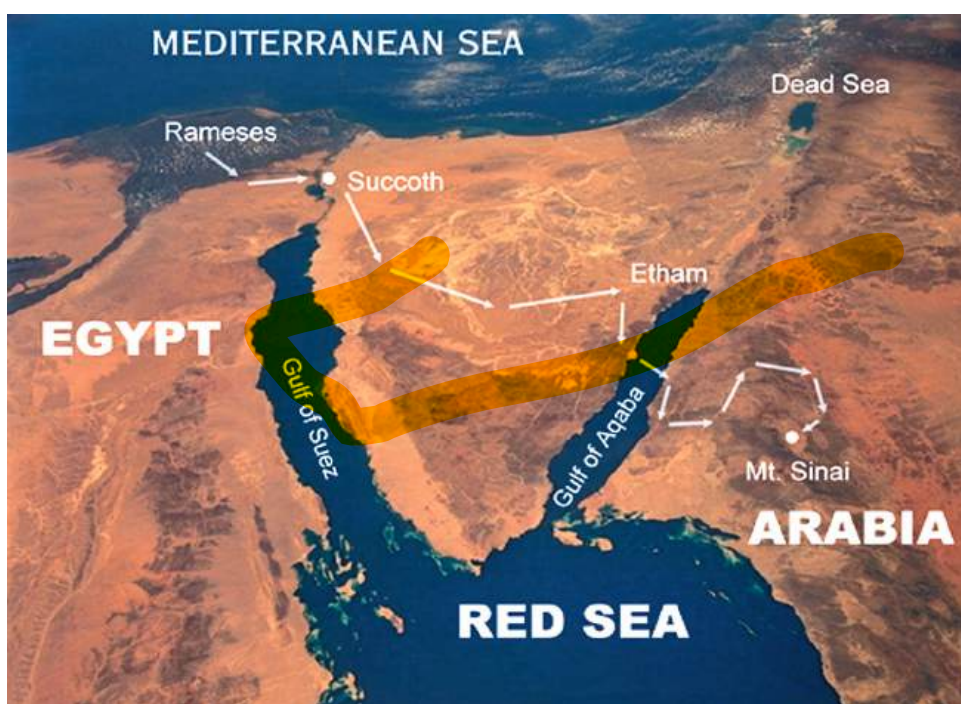 MEDITERRANEAN SEA
Dead Sea
Rameses
Succoth
Etham
EGYPT
Gulf of Suez
Gulf of Aqaba
Mt. Sinai
ARABIA
RED SEA